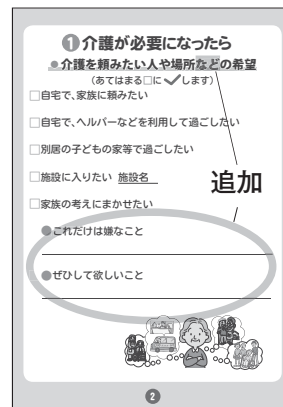 ❶介護が必要になったら
●介護を頼みたい人や場所などの希望
(あてはまる□に✓します)
□自宅で、家族に頼みたい
□自宅で、ヘルパーなどを利用して過ごしたい
□別居の子どもの家等で過ごしたい
□施設に入りたい 施設名
追加
□家族の考えにまかせたい
●これだけは嫌なこと
●ぜひして欲しいこと
2